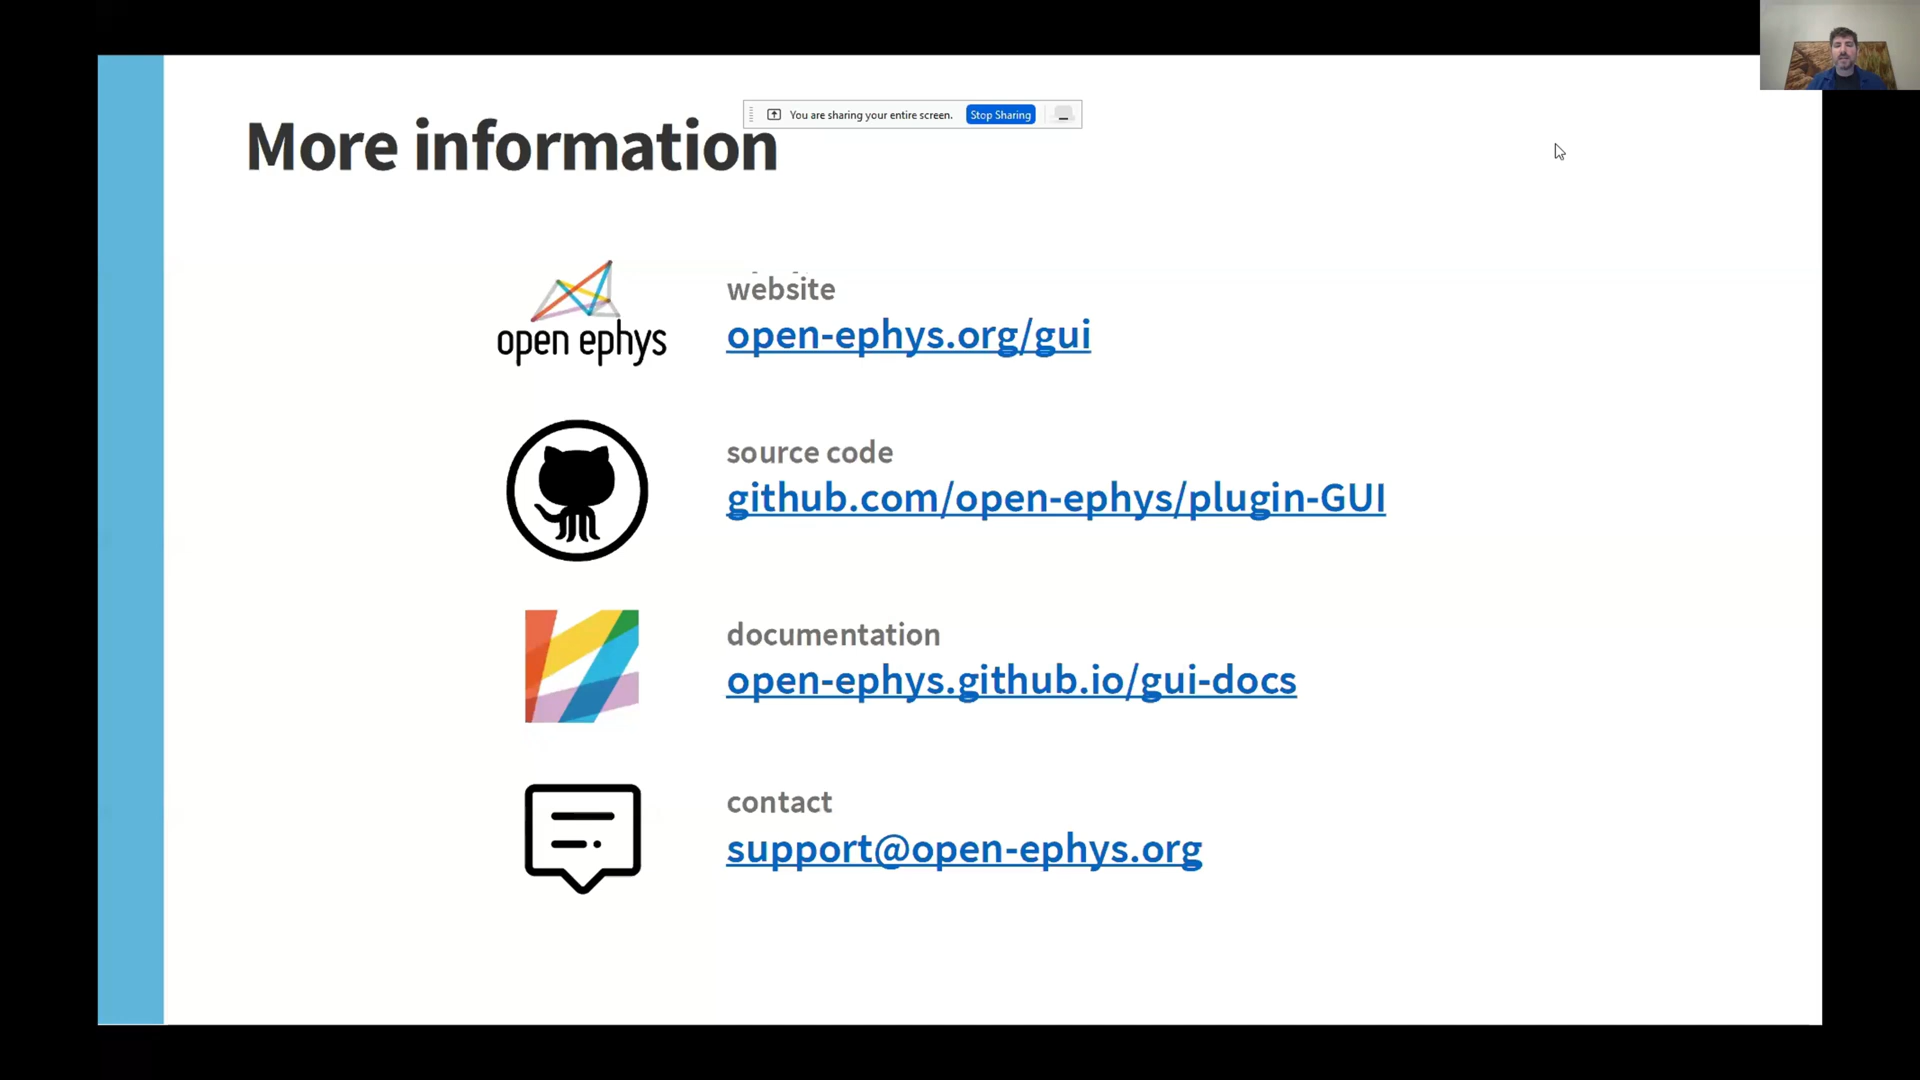 You are sharing your entire screen. Stop Sharing
More information
open ephys
website
open-ephys.org/gui
source code
github.com/open-ephys/plugin-GUI
documentation
open-ephys.github.io/gui-docs
contact
support@open-ephys.org